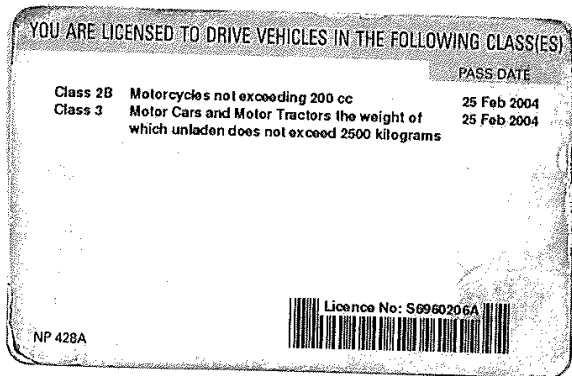 YOU ARE LICENSED TO DRIVE VEHICLES IN THE FOLLOWING CLASS(ES)
PASS DATE
Class 2B Motorcycles not exceeding 200 cc 25 Feb 2004
Class 3 Motor Cars and Motor Tractors the weight of 25 Feb 2004
which unladen does not exceed 2500 kilograms
Licence No: S6960206A
NP 428A